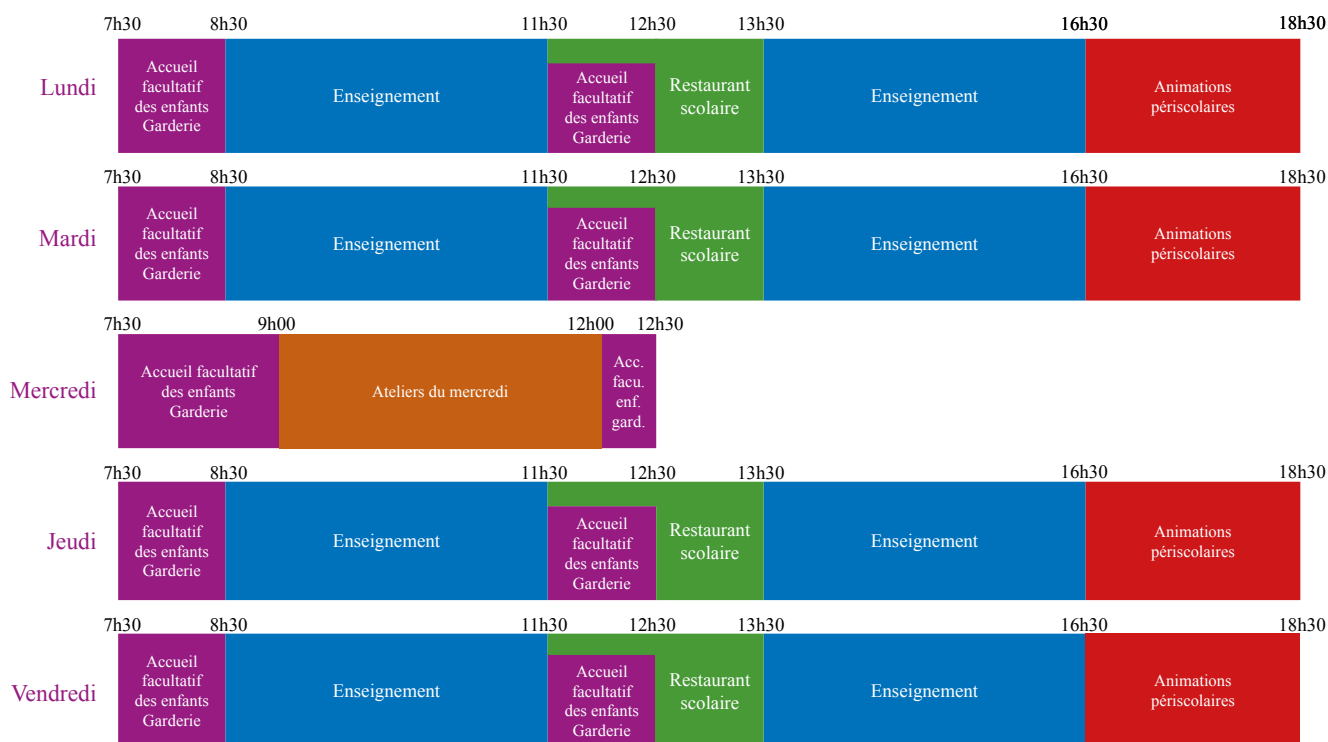 7h30 8h30 11h30 12h30 13h30 16h30 18h30
Lundi
Accueil
facultatif
des enfants
Garderie
Enseignement
Accueil
facultatif
des enfants
Garderie
Restaurant
scolaire
Enseignement
Animations
périscolaires
7h30 8h30 11h30 12h30 13h30 16h30 18h30
Mardi
Accueil
facultatif
des enfants
Garderie
Enseignement
Accueil
facultatif
des enfants
Garderie
Restaurant
scolaire
Enseignement
Animations
périscolaires
7h30 9h00 12h00 12h30
Mercredi
Accueil facultatif
des enfants
Garderie
Ateliers du mercredi
Acc.
facu.
enf.
gard.
7h30 8h30 11h30 12h30 13h30 16h30 18h30
Jeudi
Accueil
facultatif
des enfants
Garderie
Enseignement
Accueil
facultatif
des enfants
Garderie
Restaurant
scolaire
Enseignement
Animations
périscolaires
7h30 8h30 11h30 12h30 13h30 16h30 18h30
Vendredi
Accueil
facultatif
des enfants
Garderie
Enseignement
Accueil
facultatif
des enfants
Garderie
Restaurant
scolaire
Enseignement
Animations
périscolaires